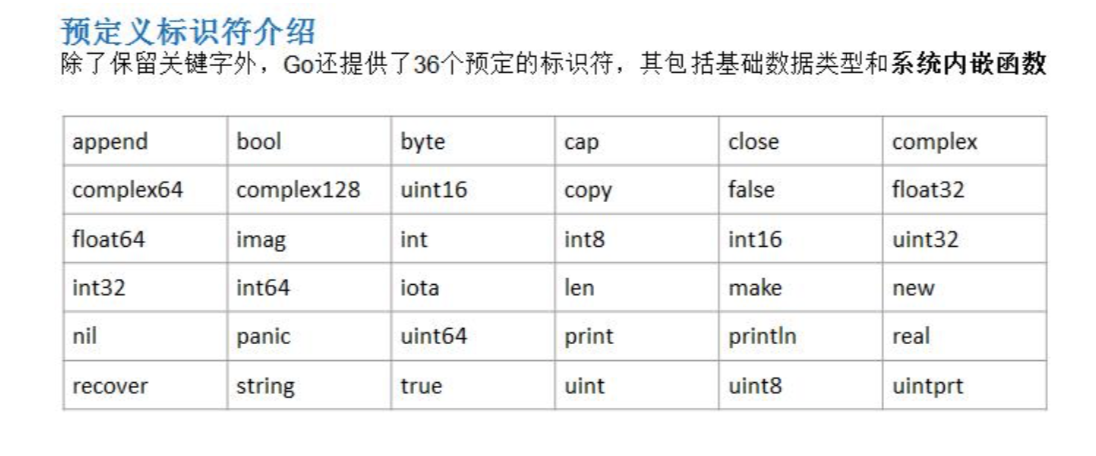 预定义标识符介绍
除了保留关键字外，Go还提供了36个预定的标识符，其包括基础数据类型和系统内嵌函数
append bool byte cap close complex
complex64 complex128 uint16 copy false float32
float64 imag int int8 int16 uint32
int32 int64 iota len make new
nil panic uint64 print println real
recover string true uint uint8 uintprt